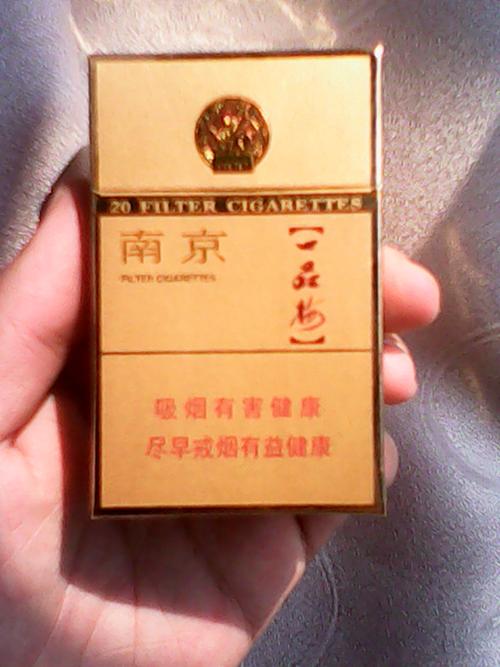 20 FILTER CIGARETTES
南京
FILTER CIGARETTES
【一品梅】
吸烟有害健康
尽早戒烟有益健康